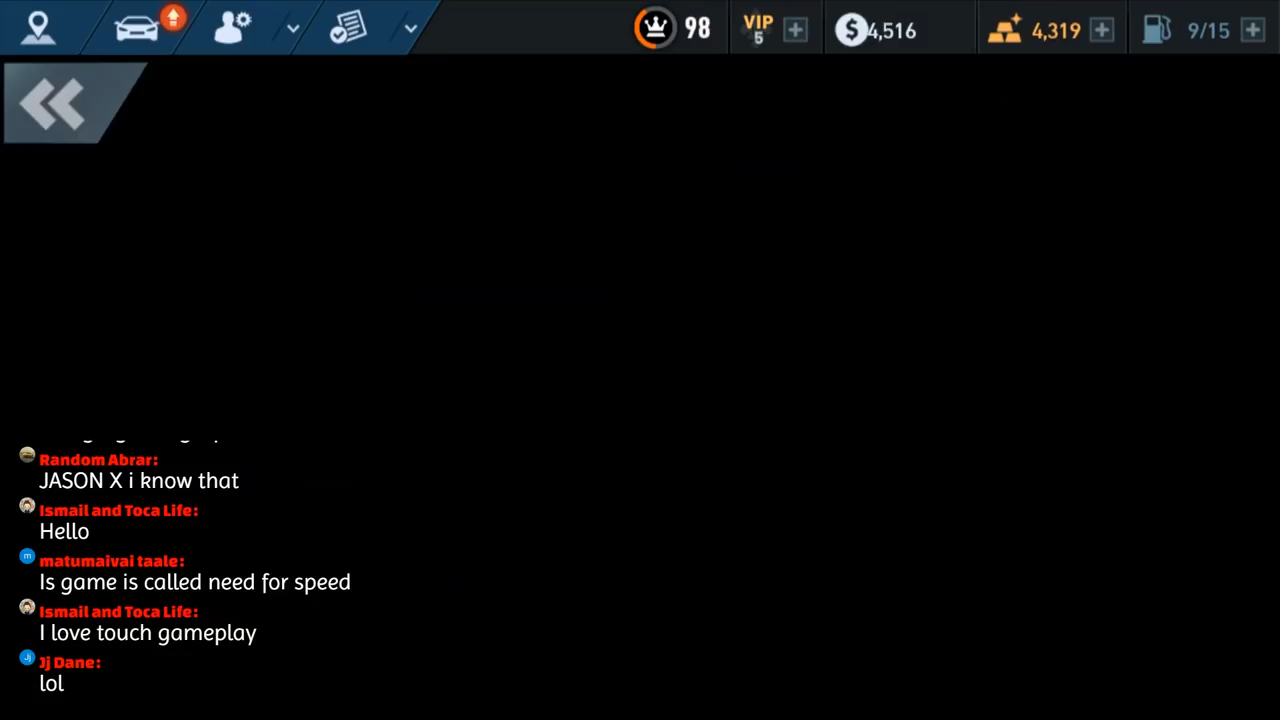 98
VIP
5
$4,516
4,319
9/15
Random Abrar:
JASON X i know that
Ismail and Toca Life:
Hello
m
matumaivai taale:
Is game is called need for speed
Ismail and Toca Life:
I love touch gameplay
Jj
Jj Dane:
lol